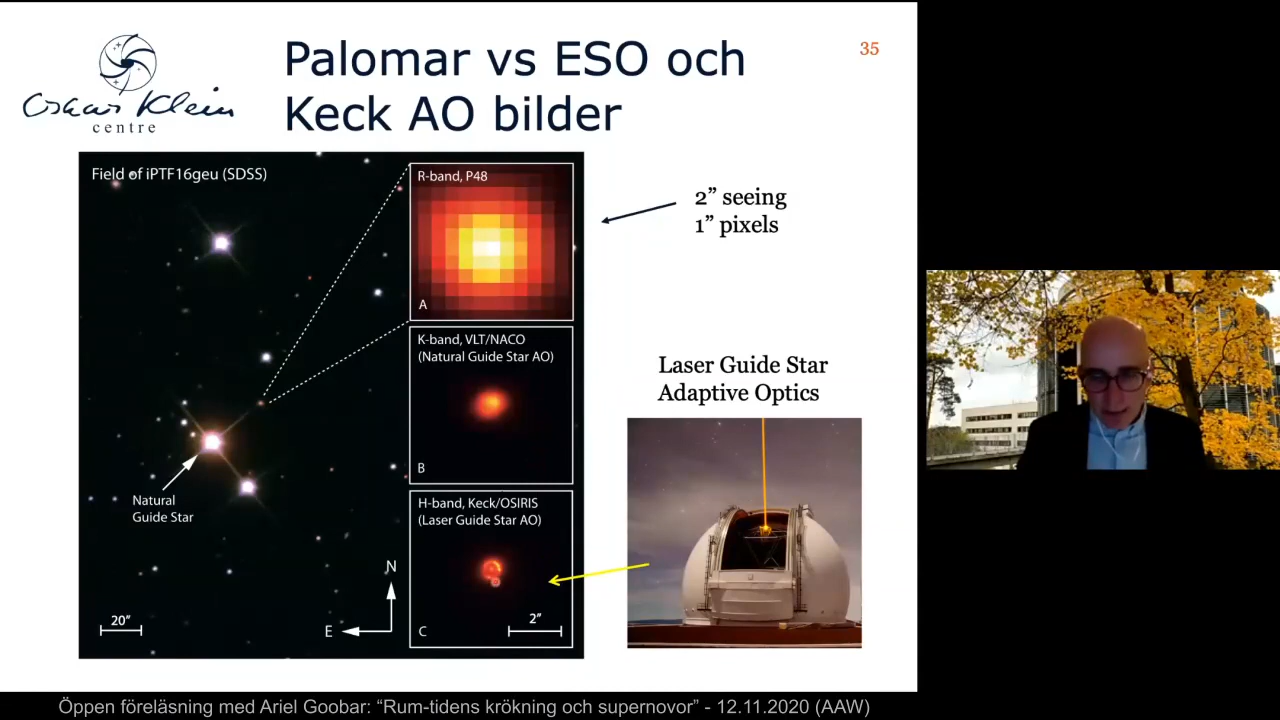 Oskar Klein
centre
Palomar vs ESO och
Keck AO bilder
35
Field of iPTF16geu (SDSS)
R-band, P48
A
2” seeing
1” pixels
K-band, VLT/NACO
(Natural Guide Star AO)
B
Laser Guide Star
Adaptive Optics
Natural
Guide Star
H-band, Keck/OSIRIS
(Laser Guide Star AO)
N
E
20”
2”
C
Öppen föreläsning med Ariel Goobar: “Rum-tidens krökning och supernovor” - 12.11.2020 (AAW)